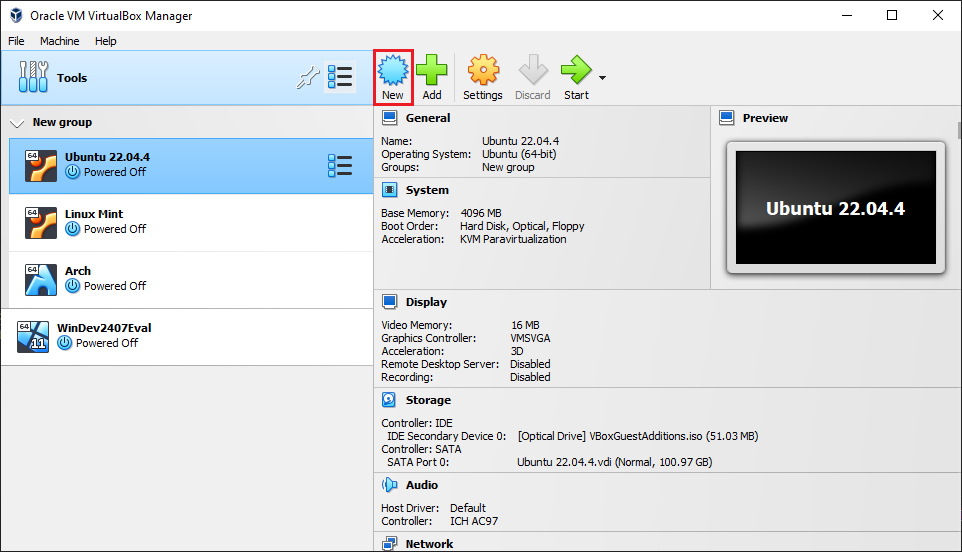 Oracle VM VirtualBox Manager
File Machine Help
Tools
New Add Settings Discard Start
New group
64 Ubuntu 22.04.4
Powered Off
64 Linux Mint
Powered Off
64 Arch
Powered Off
64 11 WinDev2407Eval
Powered Off
General
Name: Ubuntu 22.04.4
Operating System: Ubuntu (64-bit)
Groups: New group
Preview
Ubuntu 22.04.4
System
Base Memory: 4096 MB
Boot Order: Hard Disk, Optical, Floppy
Acceleration: KVM Paravirtualization
Display
Video Memory: 16 MB
Graphics Controller: VMSVGA
Acceleration: 3D
Remote Desktop Server: Disabled
Recording: Disabled
Storage
Controller: IDE
IDE Secondary Device 0: [Optical Drive] VBoxGuestAdditions.iso (51.03 MB)
Controller: SATA
SATA Port 0: Ubuntu 22.04.4.vdi (Normal, 100.97 GB)
Audio
Host Driver: Default
Controller: ICH AC97
Network